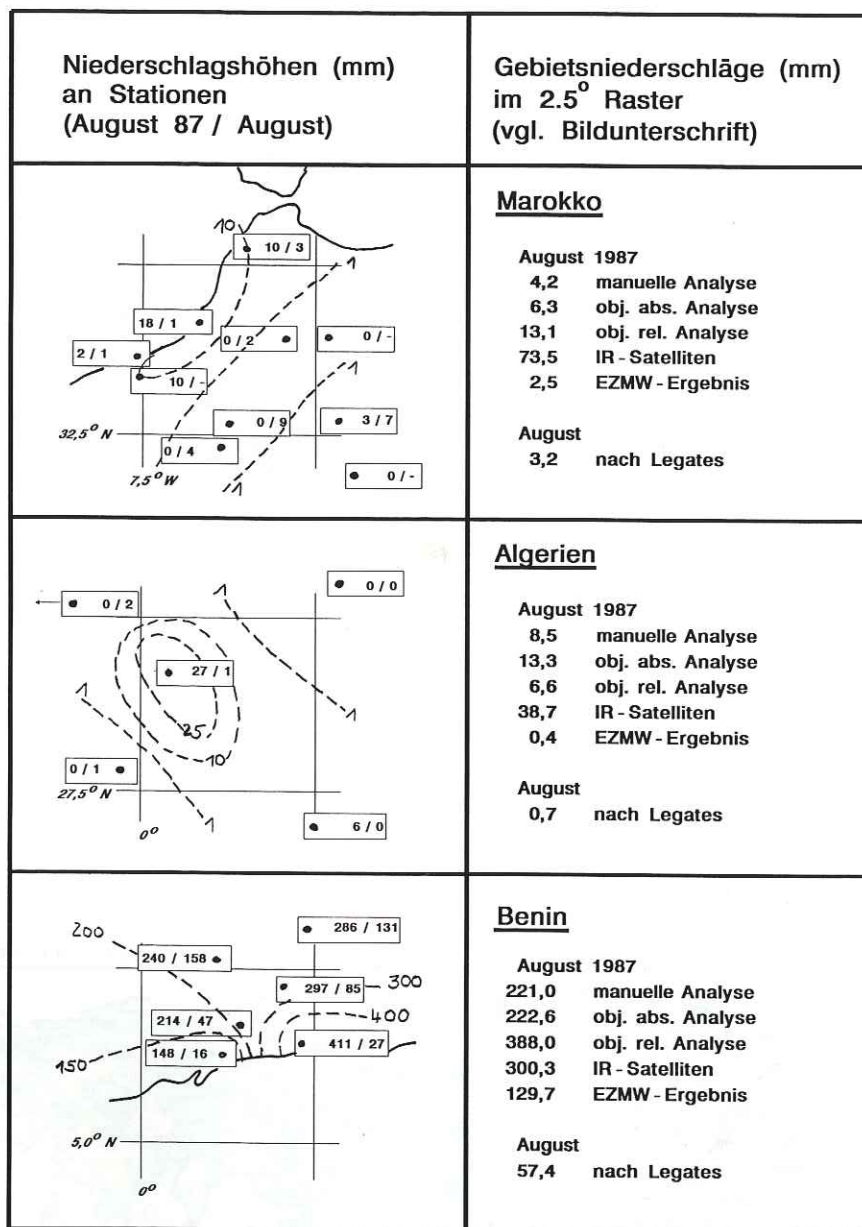 Niederschlagshöhen (mm)
an Stationen
(August 87 / August)
Gebietsniederschläge (mm)
im 2.5° Raster
(vgl. Bildunterschrift)
10
10 / 3
1
18 / 1
0 / 2
0 / -
2 / 1
10 / -
1
0 / 9
3 / 7
32,5° N
0 / 4
7,5° W
1
0 / -
Marokko
August 1987
4,2 manuelle Analyse
6,3 obj. abs. Analyse
13,1 obj. rel. Analyse
73,5 IR - Satelliten
2,5 EZMW - Ergebnis
August
3,2 nach Legates
0 / 2
1
0 / 0
27 / 1
1
1
25
10
0 / 1
27,5° N
1
0°
6 / 0
Algerien
August 1987
8,5 manuelle Analyse
13,3 obj. abs. Analyse
6,6 obj. rel. Analyse
38,7 IR - Satelliten
0,4 EZMW - Ergebnis
August
0,7 nach Legates
200
286 / 131
240 / 158
297 / 85
300
214 / 47
400
148 / 16
411 / 27
150
5,0° N
0°
Benin
August 1987
221,0 manuelle Analyse
222,6 obj. abs. Analyse
388,0 obj. rel. Analyse
300,3 IR - Satelliten
129,7 EZMW - Ergebnis
August
57,4 nach Legates